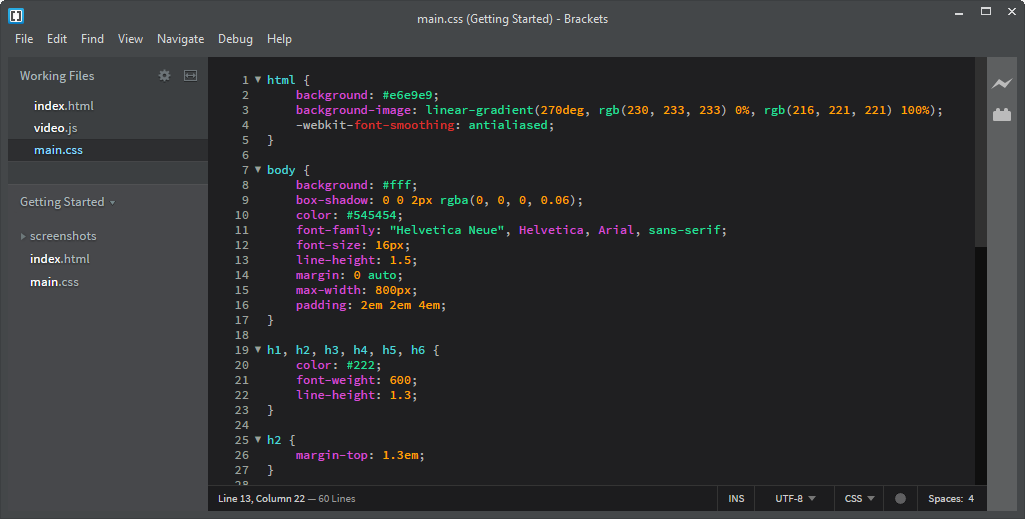 main.css (Getting Started) - Brackets
File Edit Find View Navigate Debug Help
Working Files
index.html
video.js
main.css
Getting Started
screenshots
index.html
main.css
1 html {
2 background: #e6e9e9;
3 background-image: linear-gradient(270deg, rgb(230, 233, 233) 0%, rgb(216, 221, 221) 100%);
4 -webkit-font-smoothing: antialiased;
5 }
6
7 body {
8 background: #fff;
9 box-shadow: 0 0 2px rgba(0, 0, 0, 0.06);
10 color: #545454;
11 font-family: "Helvetica Neue", Helvetica, Arial, sans-serif;
12 font-size: 16px;
13 line-height: 1.5;
14 margin: 0 auto;
15 max-width: 800px;
16 padding: 2em 2em 4em;
17 }
18
19 h1, h2, h3, h4, h5, h6 {
20 color: #222;
21 font-weight: 600;
22 line-height: 1.3;
23 }
24
25 h2 {
26 margin-top: 1.3em;
27 }
28
Line 13, Column 22 — 60 Lines INS UTF-8 CSS Spaces: 4